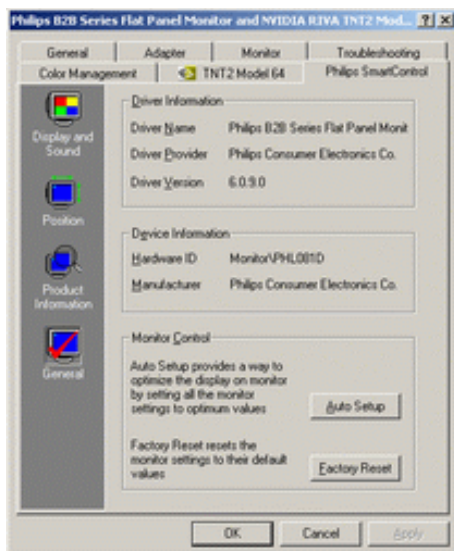 Philips B2B Series Flat Panel Monitor and NVIDIA RIVA TNT2 Mod...
General Adapter Monitor Troubleshooting
Color Management TNT2 Model 64 Philips SmartControl
Display and
Sound
Position
Product
Information
General
Driver Information
Driver Name Philips B2B Series Flat Panel Monit
Driver Provider Philips Consumer Electronics Co.
Driver Version 6.0.9.0
Device Information
Hardware ID Monitor\PHL081D
Manufacturer Philips Consumer Electronics Co.
Monitor Control
Auto Setup provides a way to
optimize the display on monitor
by setting all the monitor
settings to optimum values
Auto Setup
Factory Reset resets the
monitor settings to their default
values
Factory Reset
OK Cancel Apply